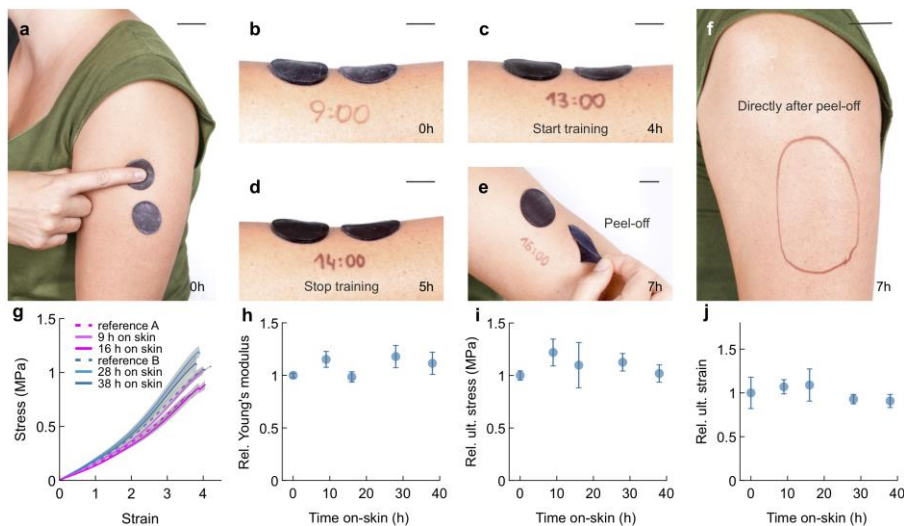 a
0h
b
9:00
0h
c
13:00
Start training
4h
d
14:00
Stop training
5h
e
Peel-off
16:00
7h
f
Directly after peel-off
7h
g
reference A
9 h on skin
16 h on skin
reference B
28 h on skin
38 h on skin
Stress (MPa)
1.5
1
0.5
0
0 1 2 3 4
Strain
h
Rel. Young's modulus
1.5
1
0.5
0 10 20 30 40
Time on-skin (h)
i
Rel. ult. stress (MPa)
1.5
1
0.5
0 10 20 30 40
Time on-skin (h)
j
Rel. ult. strain
1.5
1
0.5
0 10 20 30 40
Time on-skin (h)